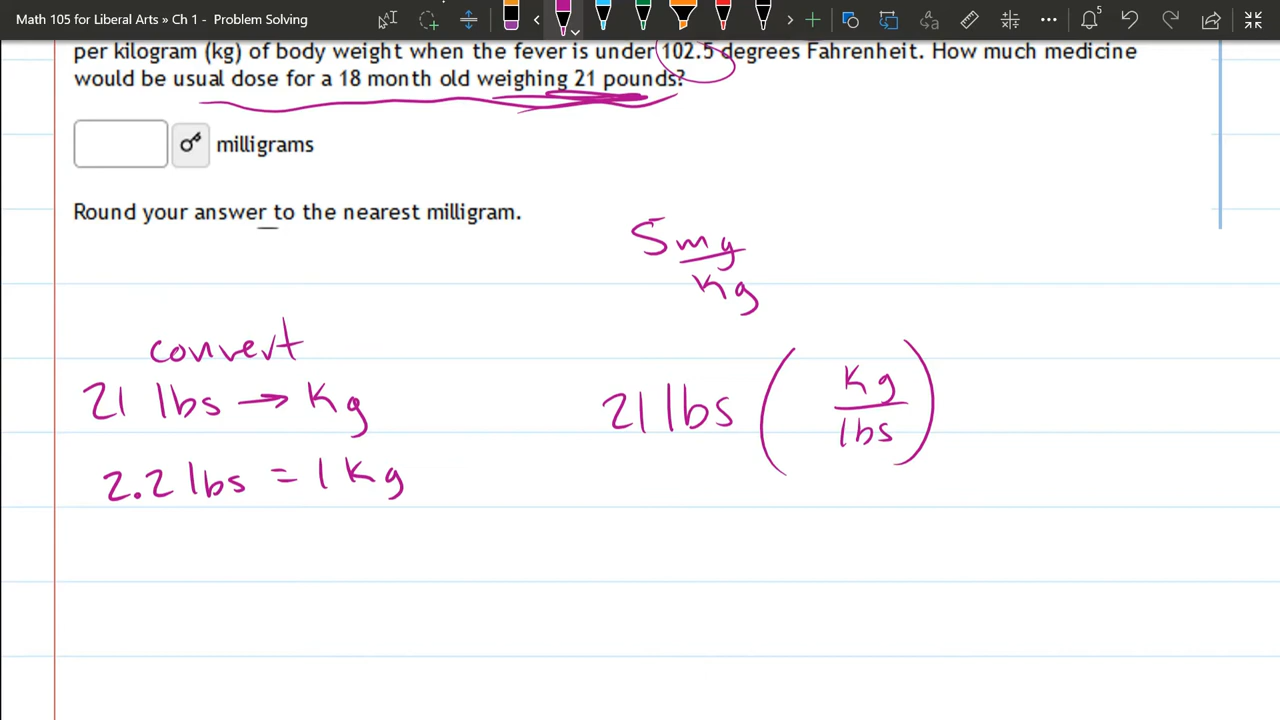 Math 105 for Liberal Arts » Ch 1 - Problem Solving
5
per kilogram (kg) of body weight when the fever is under 102.5 degrees Fahrenheit. How much medicine
would be usual dose for a 18 month old weighing 21 pounds?
milligrams
Round your answer to the nearest milligram.
5 mg
kg
convert
21 lbs → kg
2.2 lbs = 1 kg
21 lbs ( kg
lbs )